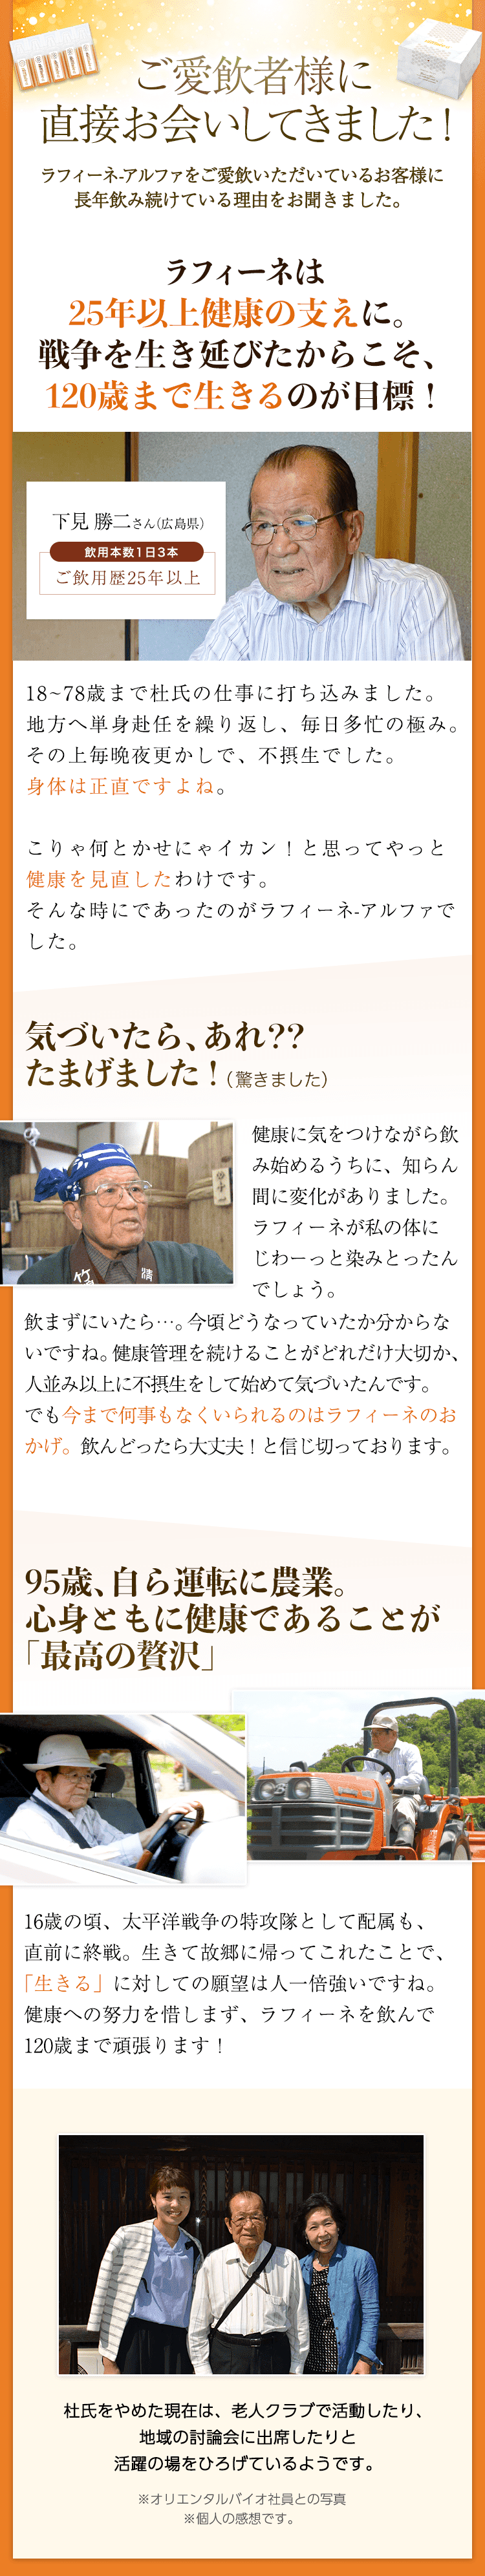 ご愛飲者様に
直接お会いしてきました！
ラフィーネ-アルファをご愛飲いただいているお客様に
長年飲み続けている理由をお聞きました。
ラフィーネは
25年以上健康の支えに。
戦争を生き延びたからこそ、
120歳まで生きるのが目標！
下見 勝二さん（広島県）
飲用本数1日3本
ご飲用歴25年以上
18~78歳まで杜氏の仕事に打ち込みました。
地方へ単身赴任を繰り返し、毎日多忙の極み。
その上毎晩夜更かしで、不摂生でした。
身体は正直ですよね。
こりゃ何とかせにゃイカン！と思ってやっと
健康を見直したわけです。
そんな時にであったのがラフィーネ-アルファで
した。
気づいたら、あれ??
たまげました！（驚きました）
健康に気をつけながら飲
み始めるうちに、知らん
間に変化がありました。
ラフィーネが私の体に
じわーっと染みとったん
でしょう。
飲まずにいたら…。今頃どうなっていたか分からな
いですね。健康管理を続けることがどれだけ大切か、
人並み以上に不摂生をして始めて気づいたんです。
でも今まで何事もなくいられるのはラフィーネのお
かげ。飲んどったら大丈夫！と信じ切っております。
95歳、自ら運転に農業。
心身ともに健康であることが
「最高の贅沢」
16歳の頃、太平洋戦争の特攻隊として配属も、
直前に終戦。生きて故郷に帰ってこれたことで、
「生きる」に対しての願望は人一倍強いですね。
健康への努力を惜しまず、ラフィーネを飲んで
120歳まで頑張ります！
杜氏をやめた現在は、老人クラブで活動したり、
地域の討論会に出席したりと
活躍の場をひろげているようです。
※オリエンタルバイオ社員との写真
※個人の感想です。